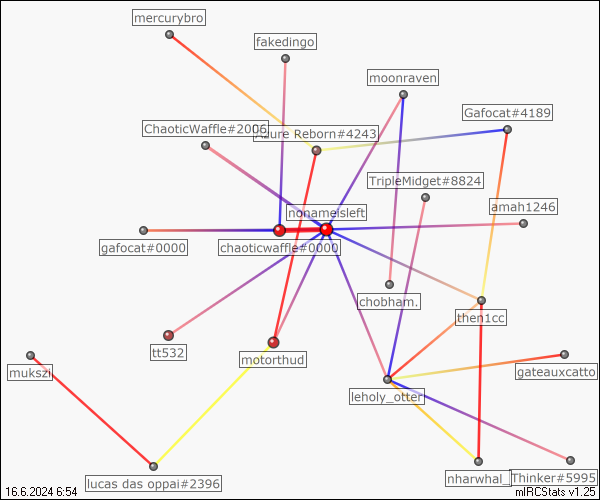 mercurybro
fakedingo
moonraven
Gafocat#4189
ChaoticWaffle#2006
Azure Reborn#4243
TripleMidget#8824
amah1246
nonameisleft
gafocat#0000
chaoticwaffle#0000
chobham.
then1cc
tt532
motorthud
mukszi
gateauxcatto
leholy_otter
lucas das oppai#2396
nharwhal_
Thinker#5995
16.6.2024 6:54
mIRCStats v1.25